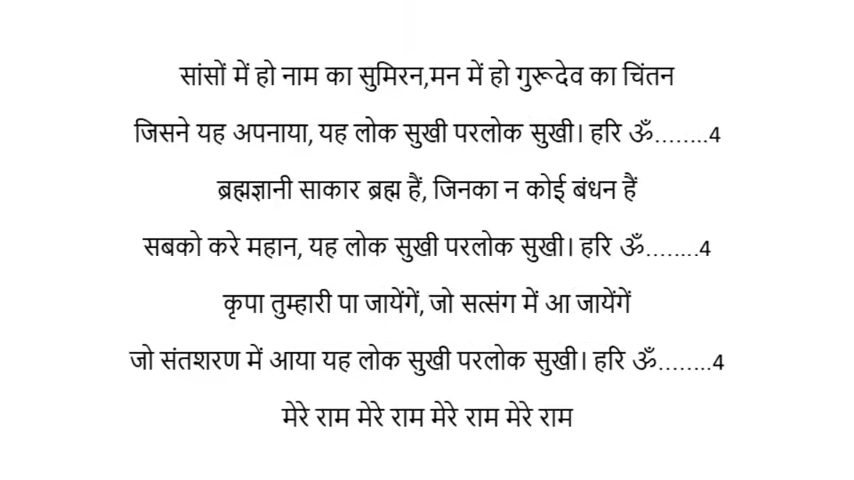 सांसों में हो नाम का सुमिरन,मन में हो गुरूदेव का चिंतन
जिसने यह अपनाया, यह लोक सुखी परलोक सुखी। हरि ॐ........4
ब्रह्मज्ञानी साकार ब्रह्म हैं, जिनका न कोई बंधन हैं
सबको करे महान, यह लोक सुखी परलोक सुखी। हरि ॐ........4
कृपा तुम्हारी पा जायेंगें, जो सत्संग में आ जायेंगें
जो संतशरण में आया यह लोक सुखी परलोक सुखी। हरि ॐ........4
मेरे राम मेरे राम मेरे राम मेरे राम